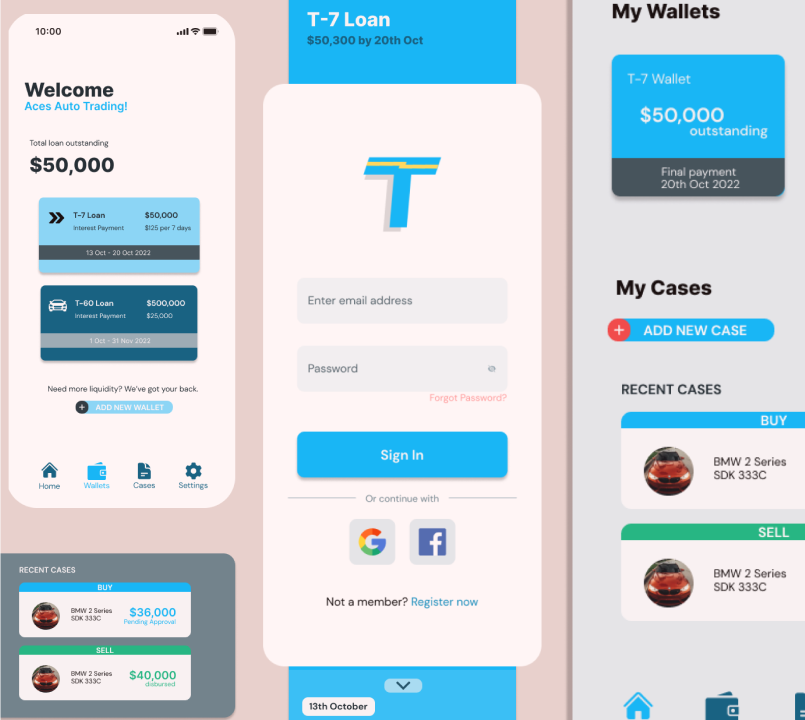 10:00
Welcome
Aces Auto Trading!
Total loan outstanding
$50,000
T-7 Loan $50,000
Interest Payment $125 per 7 days
13 Oct - 20 Oct 2022
T-60 Loan $500,000
Interest Payment $25,000
1 Oct - 31 Nov 2022
Need more liquidity? We've got your back.
+ ADD NEW WALLET
Home Wallets Cases Settings
RECENT CASES
BUY
BMW 2 Series $36,000
SDK 333C Pending Approval
SELL
BMW 2 Series $40,000
SDK 333C disbursed
T-7 Loan
$50,300 by 20th Oct
T
Enter email address
Password
Forgot Password?
Sign In
Or continue with
G f
Not a member? Register now
13th October
My Wallets
T-7 Wallet
$50,000
outstanding
Final payment
20th Oct 2022
My Cases
+ ADD NEW CASE
RECENT CASES
BUY
BMW 2 Series
SDK 333C
SELL
BMW 2 Series
SDK 333C